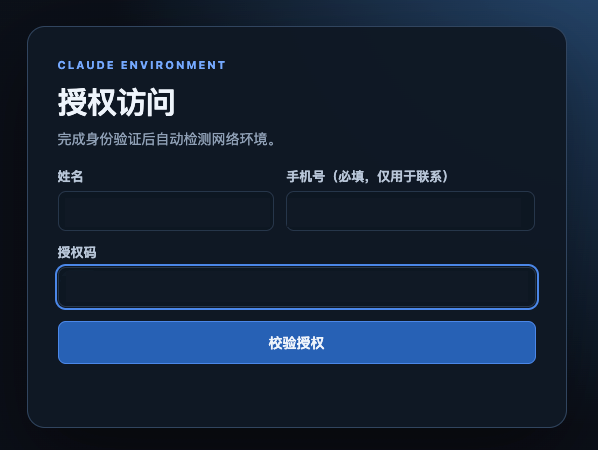 CLAUDE ENVIRONMENT
授权访问
完成身份验证后自动检测网络环境。
姓名
手机号（必填，仅用于联系）
授权码
校验授权